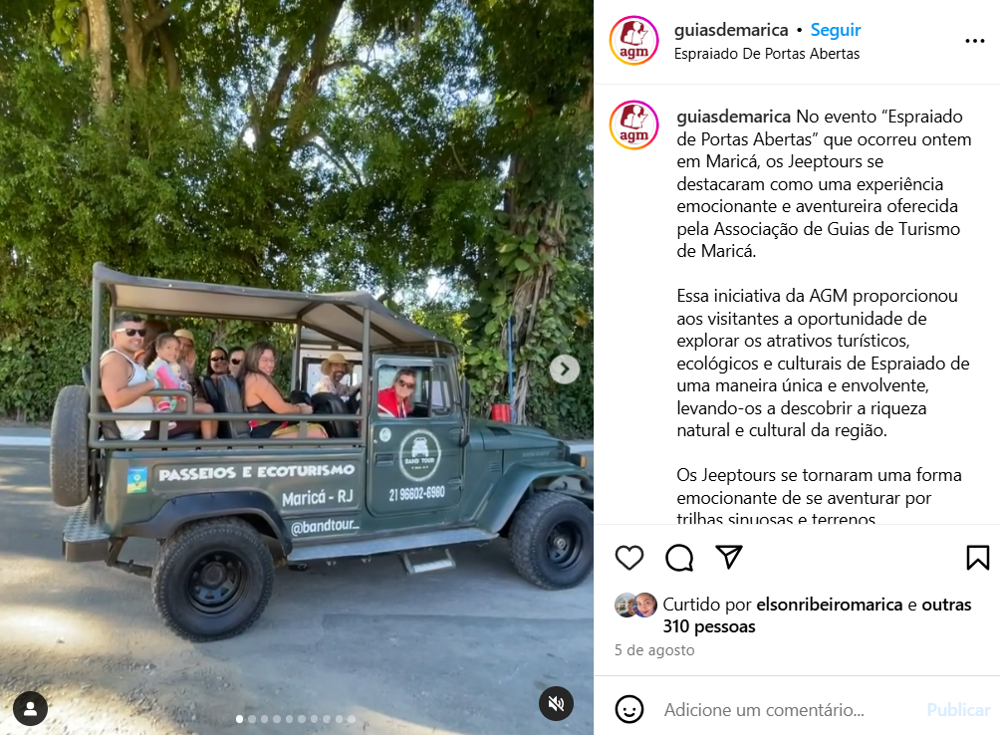 PASSEIOS E ECOTURISMO
Maricá - RJ
@bandtour_
BAND TOUR
21 96602-6980
agm
guiasdemarica • Seguir
Espraiado De Portas Abertas
agm
guiasdemarica No evento “Espraiado
de Portas Abertas” que ocorreu ontem
em Maricá, os Jeeptours se
destacaram como uma experiência
emocionante e aventureira oferecida
pela Associação de Guias de Turismo
de Maricá.
Essa iniciativa da AGM proporcionou
aos visitantes a oportunidade de
explorar os atrativos turísticos,
ecológicos e culturais de Espraiado de
uma maneira única e envolvente,
levando-os a descobrir a riqueza
natural e cultural da região.
Os Jeeptours se tornaram uma forma
emocionante de se aventurar por
trilhas sinuosas e terrenos
Curtido por elsonribeiromarica e outras
310 pessoas
5 de agosto
Adicione um comentário...
Publicar